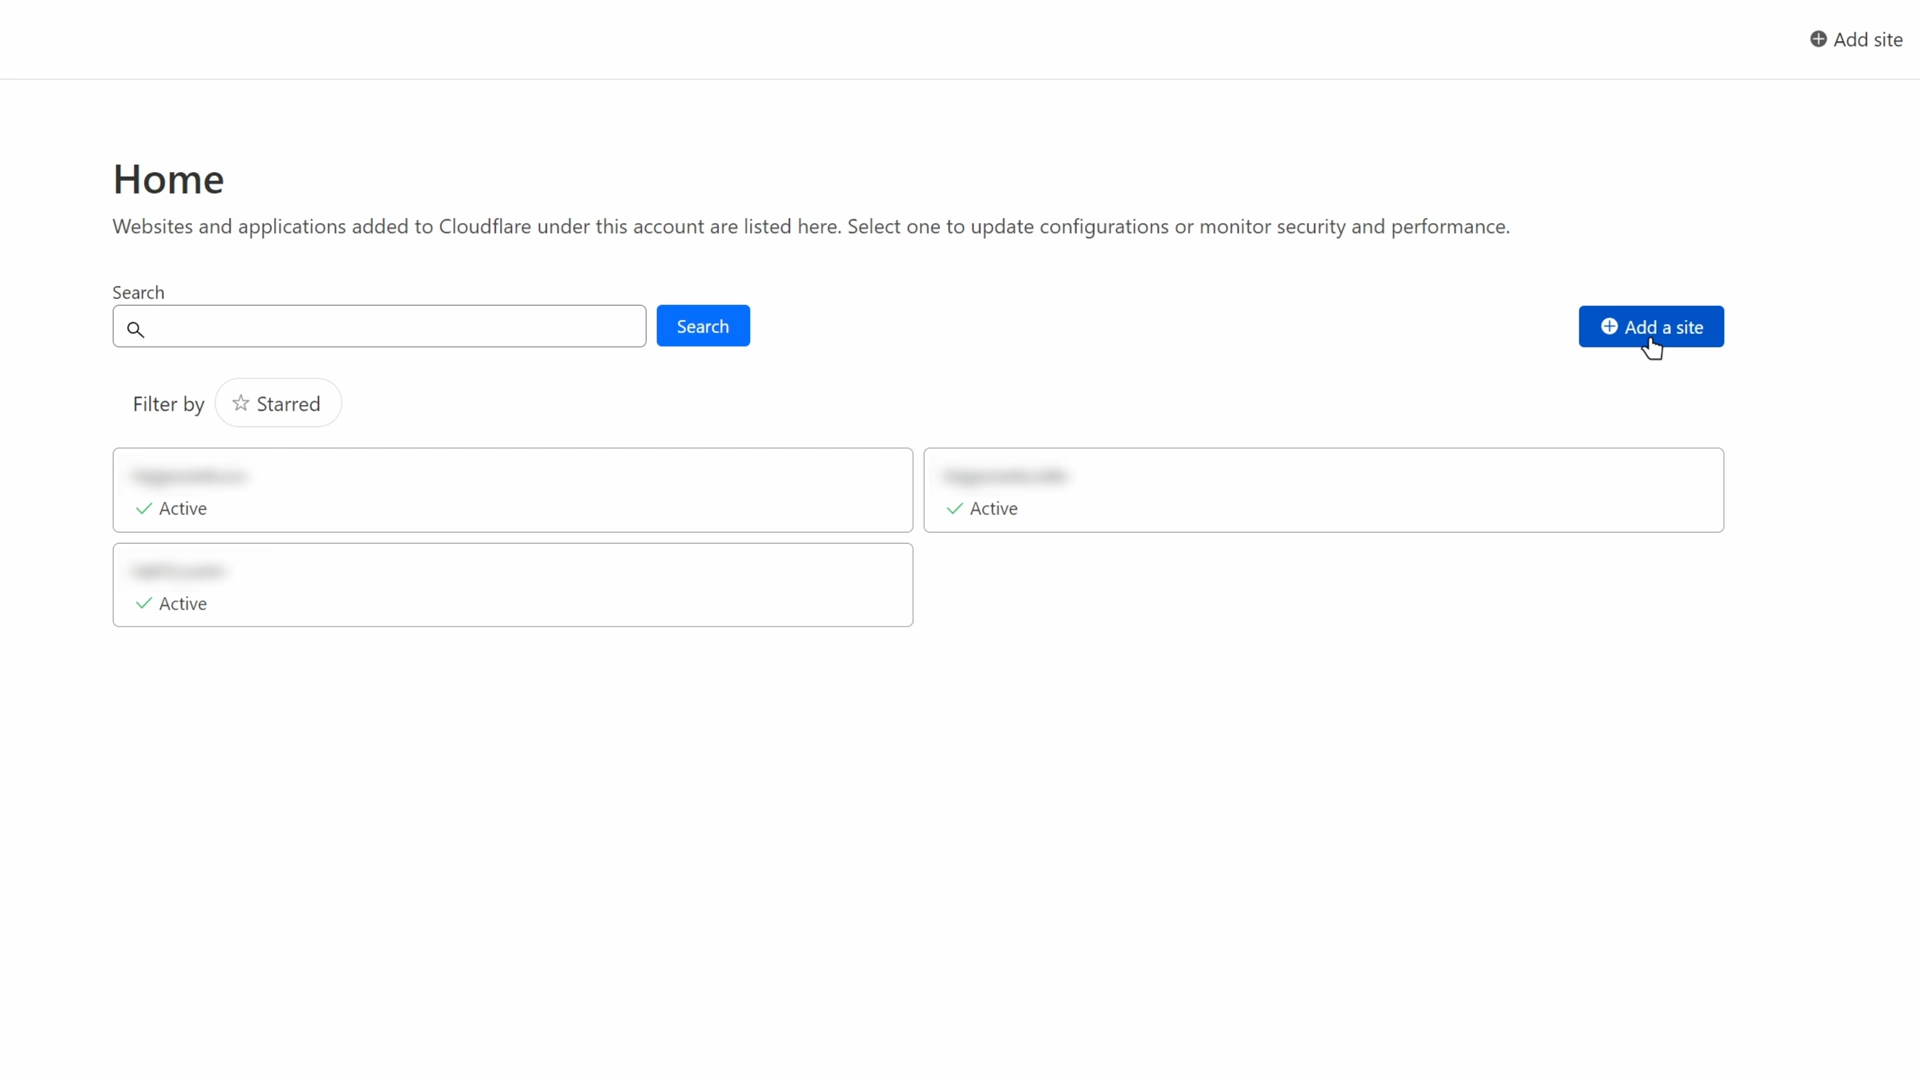 Add site
Home
Websites and applications added to Cloudflare under this account are listed here. Select one to update configurations or monitor security and performance.
Search
Search
Add a site
Filter by
Starred
Active
Active
Active